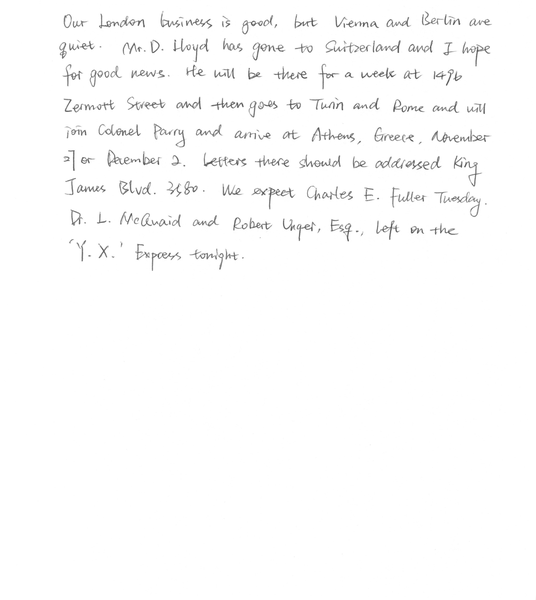 Our London business is good, but Vienna and Berlin are
quiet. Mr. D. Lloyd has gone to Switzerland and I hope
for good news. He will be there for a week at 1496
Zermott Street and then goes to Turin and Rome and will
join Colonel Parry and arrive at Athens, Greece, November
27 or December 2. Letters there should be addressed King
James Blvd. 3580. We expect Charles E. Fuller Tuesday.
Dr. L. McQuaid and Robert Unger, Esq., left on the
'Y. X.' Express tonight.